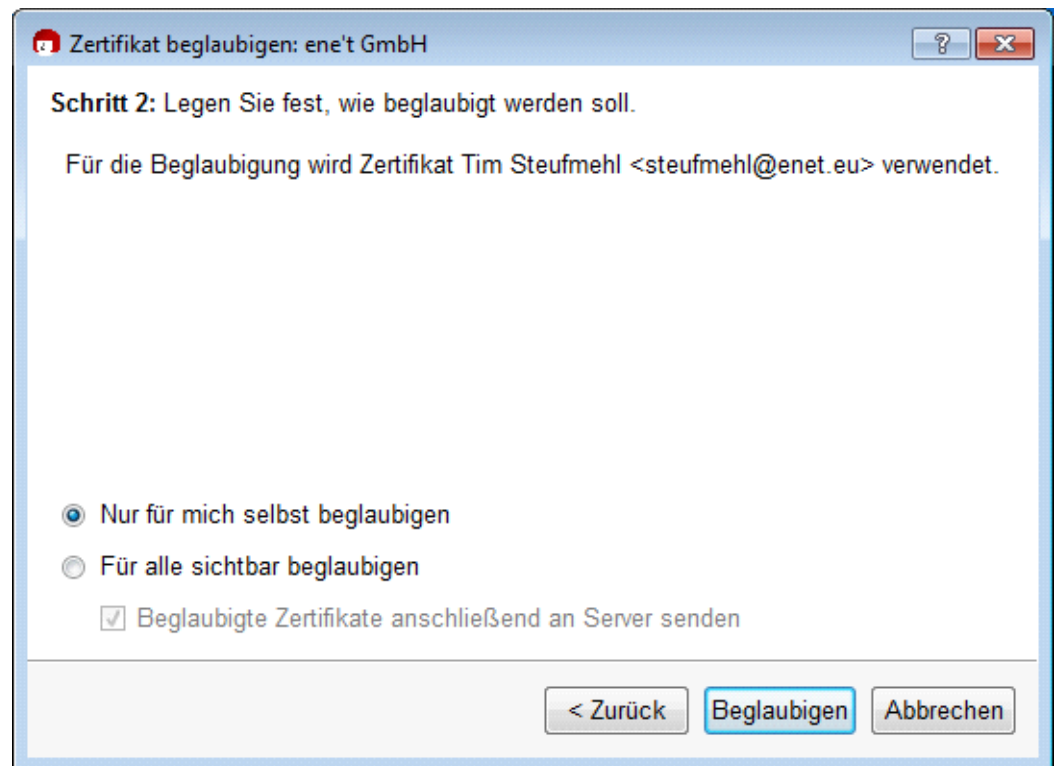 Zertifikat beglaubigen: ene't GmbH
Schritt 2: Legen Sie fest, wie beglaubigt werden soll.
Für die Beglaubigung wird Zertifikat Tim Steufmehl <steufmehl@enet.eu> verwendet.
Nur für mich selbst beglaubigen
Für alle sichtbar beglaubigen
Beglaubigte Zertifikate anschließend an Server senden
< Zurück Beglaubigen Abbrechen